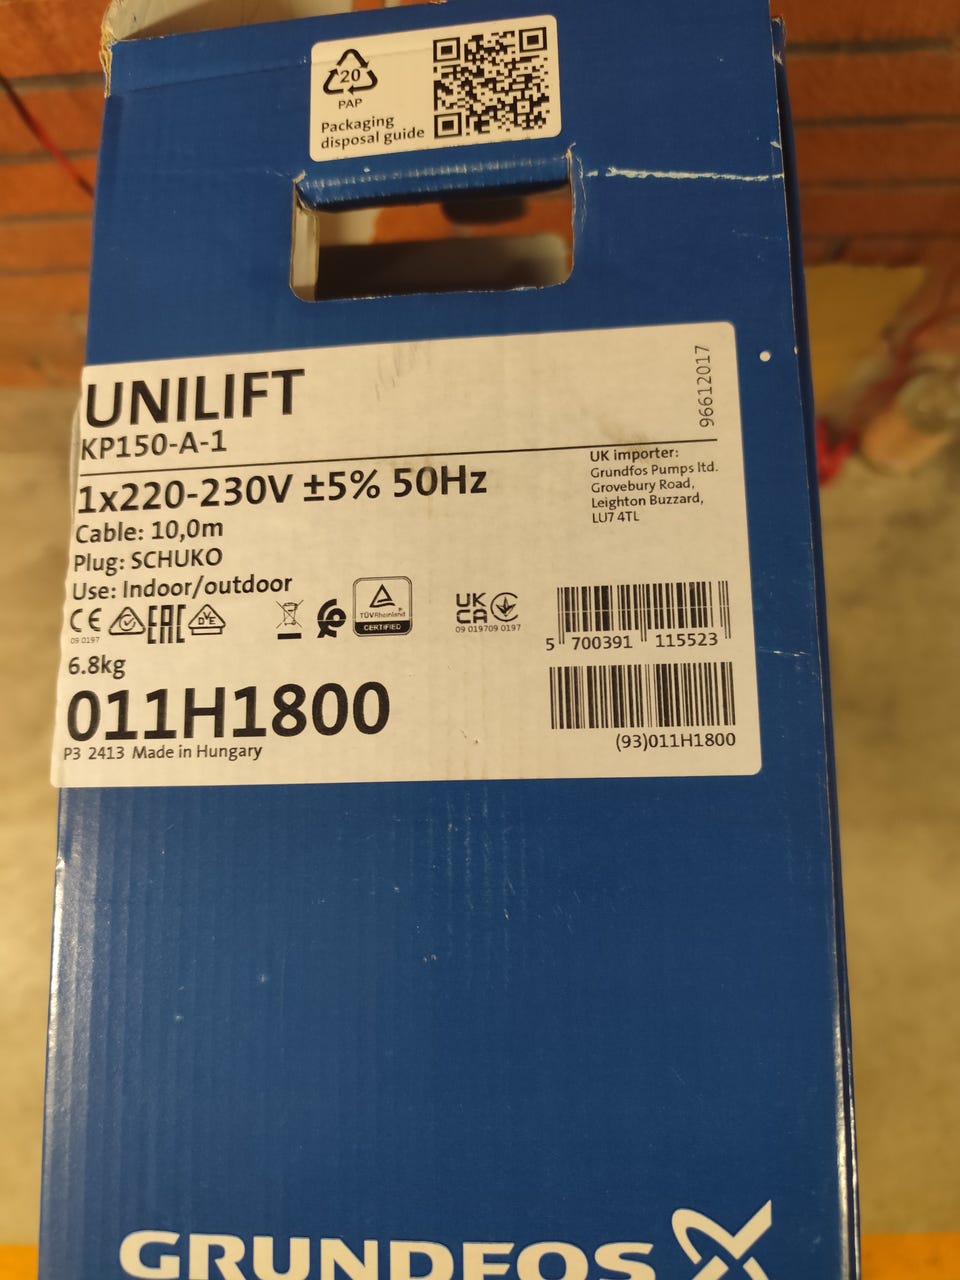 20
PAP
Packaging
disposal guide
UNILIFT
KP150-A-1
96612017
1x220-230V ±5% 50Hz
Cable: 10,0m
Plug: SCHUKO
Use: Indoor/outdoor
UK importer:
Grundfos Pumps ltd.
Grovebury Road,
Leighton Buzzard,
LU7 4TL
CE EAC
09 0197
TÜVRheinland
CERTIFIED
UK
CA
09 019709 0197
5 700391 115523
6.8kg
011H1800
P3 2413 Made in Hungary
(93)011H1800
GRUNDFOS